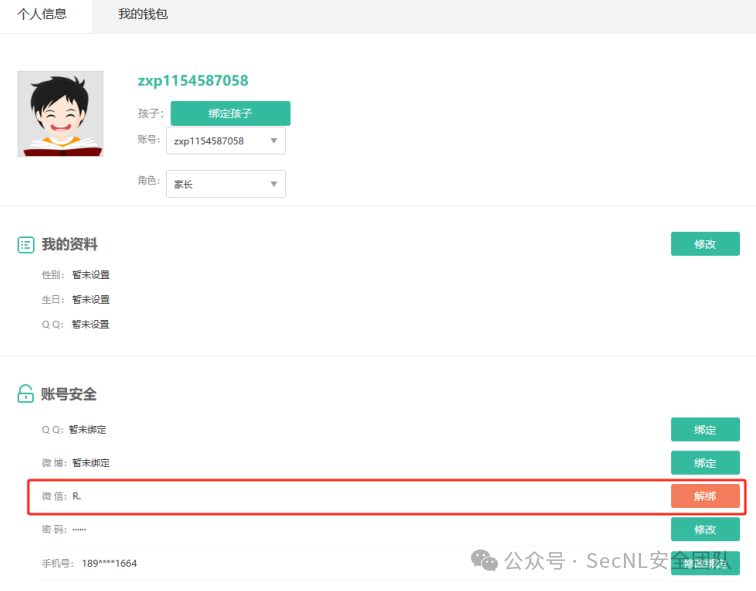 个人信息 我的钱包
zxp1154587058
孩子： 绑定孩子
账号： zxp1154587058
角色： 家长
我的资料 修改
性别： 暂未设置
生日： 暂未设置
Q Q： 暂未设置
账号安全
Q Q： 暂未绑定 绑定
微 博： 暂未绑定 绑定
微 信： R. 解绑
密 码： ······ 修改
手机号： 189****1664 修改绑定
公众号 · SecNL安全团队